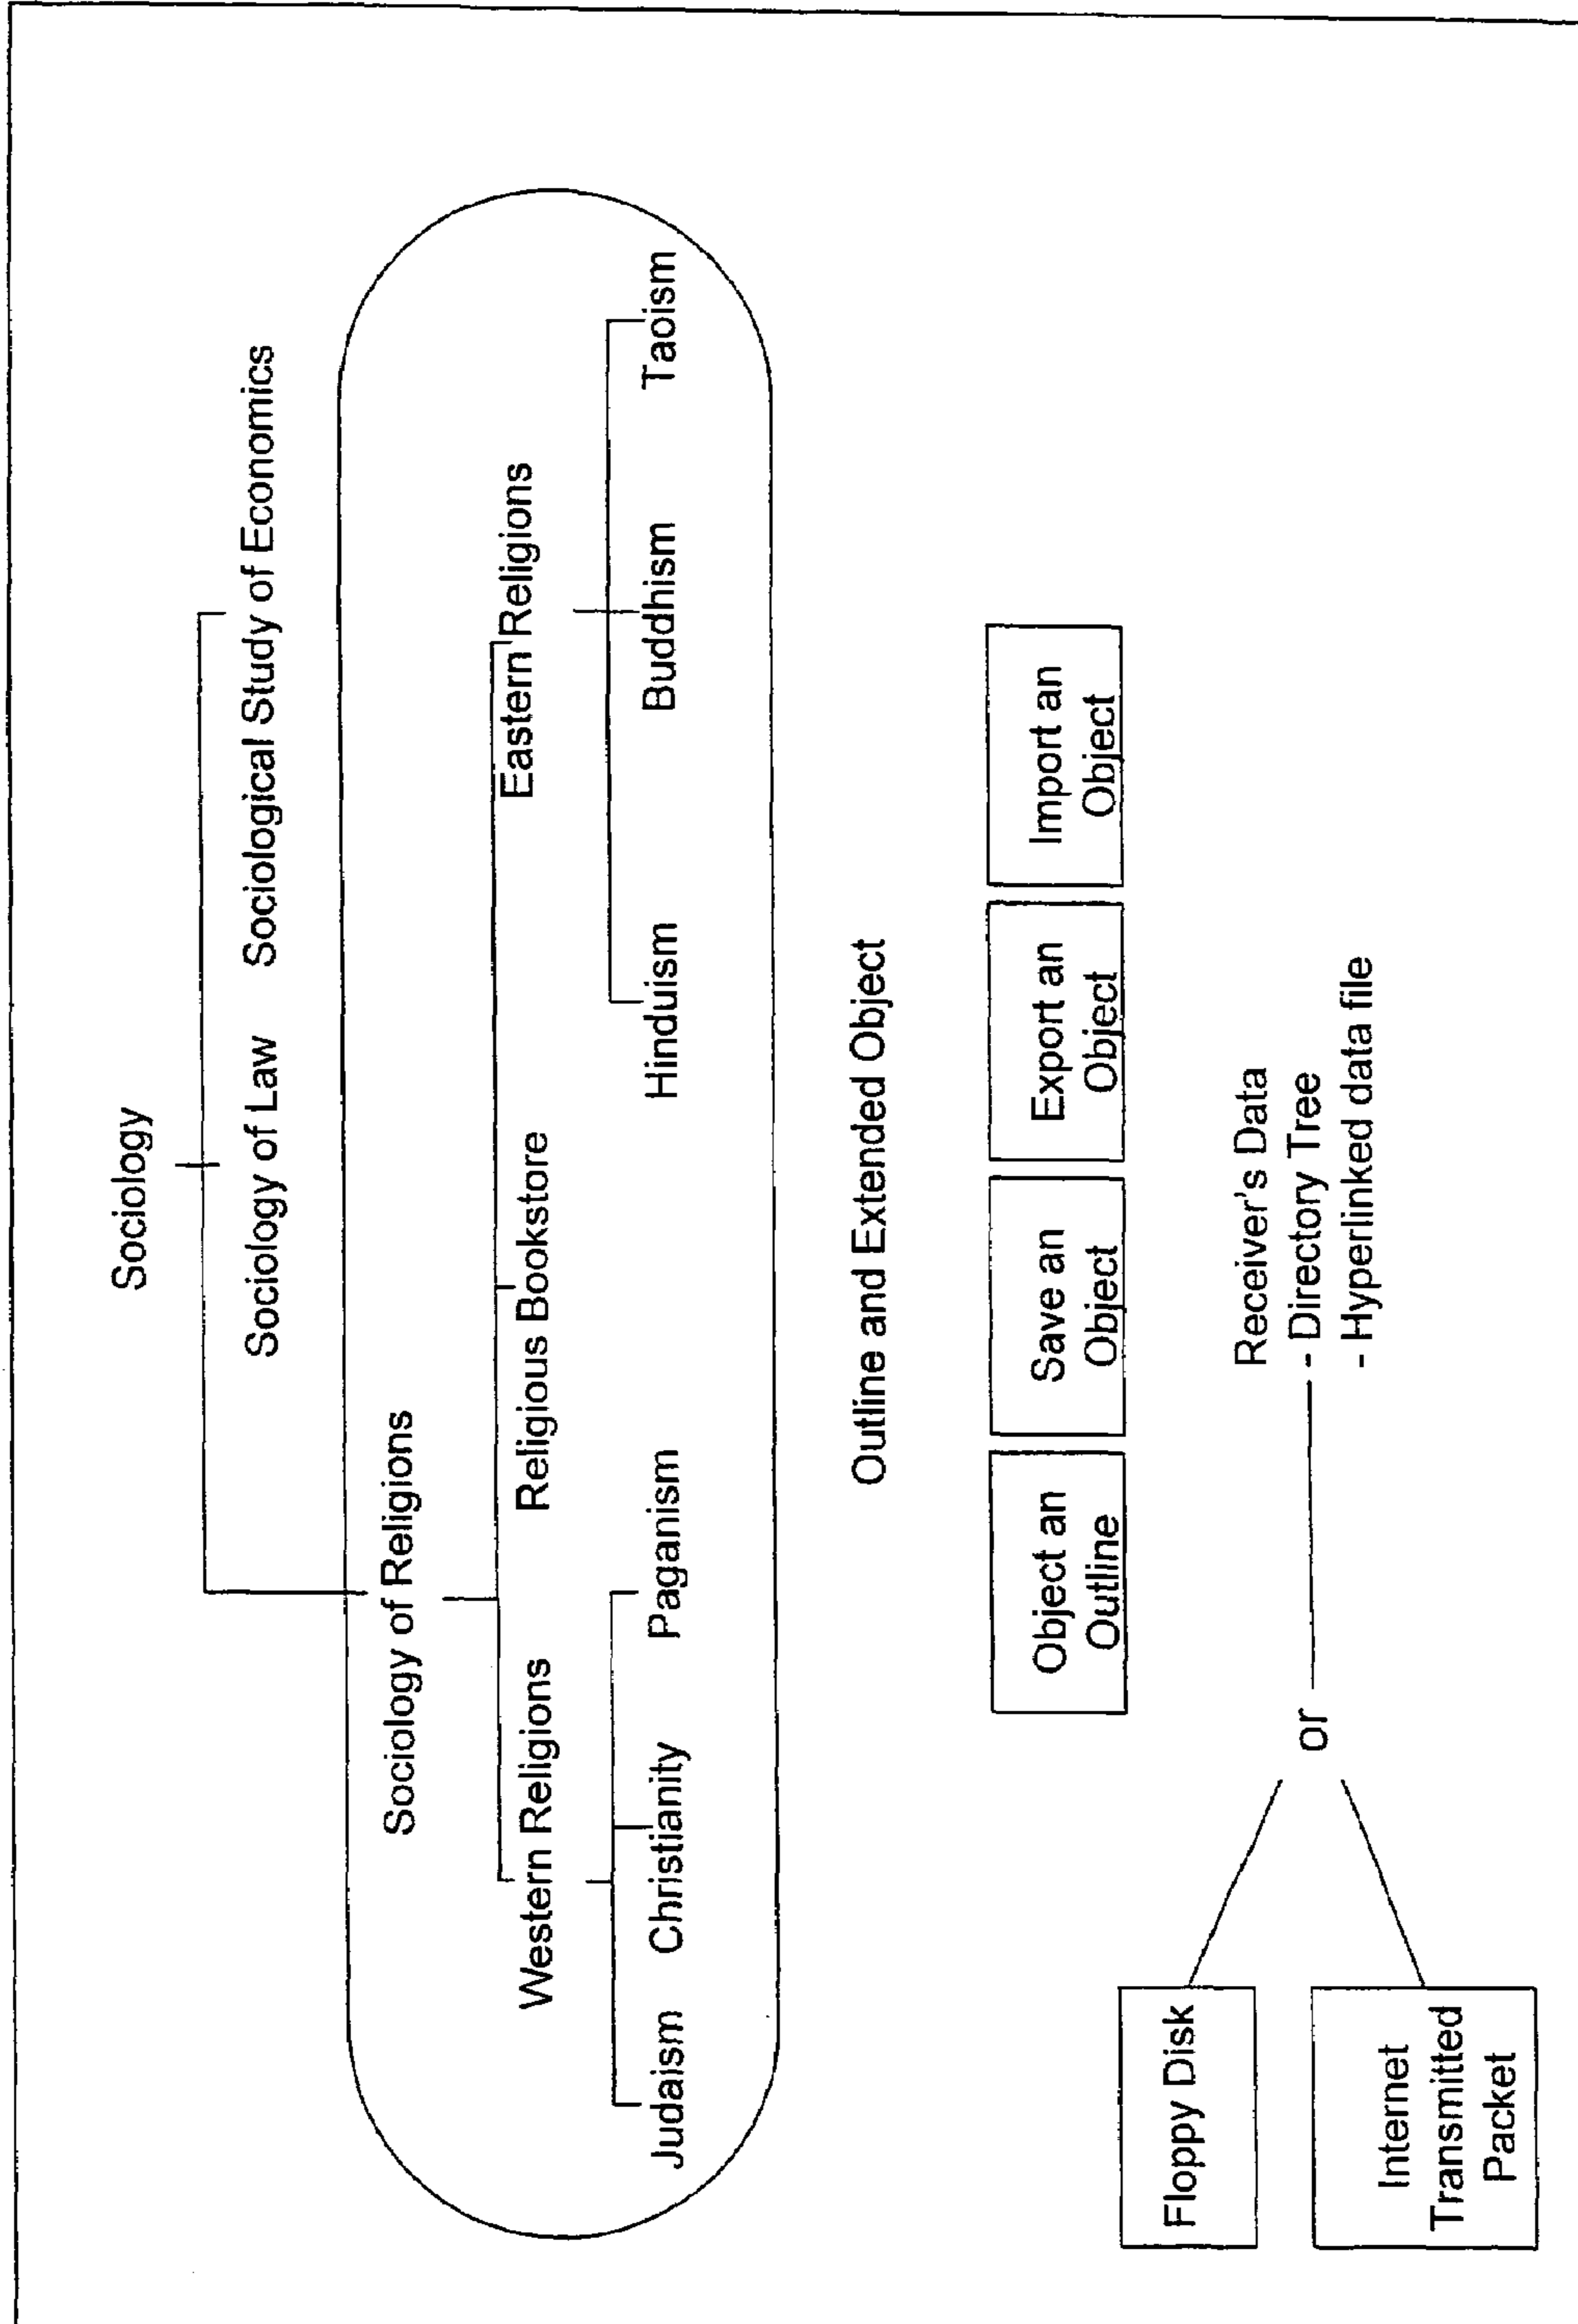 Sociology
Sociology of Law
Sociological Study of Economics
Sociology of Religions
Western Religions
Religious Bookstore
Eastern Religions
Judaism
Christianity
Paganism
Hinduism
Buddhism
Taoism
Outline and Extended Object
Object an
Outline
Save an
Object
Export an
Object
Import an
Object
Floppy Disk
Internet
Transmitted
Packet
or
Receiver's Data
- Directory Tree
- Hyperlinked data file